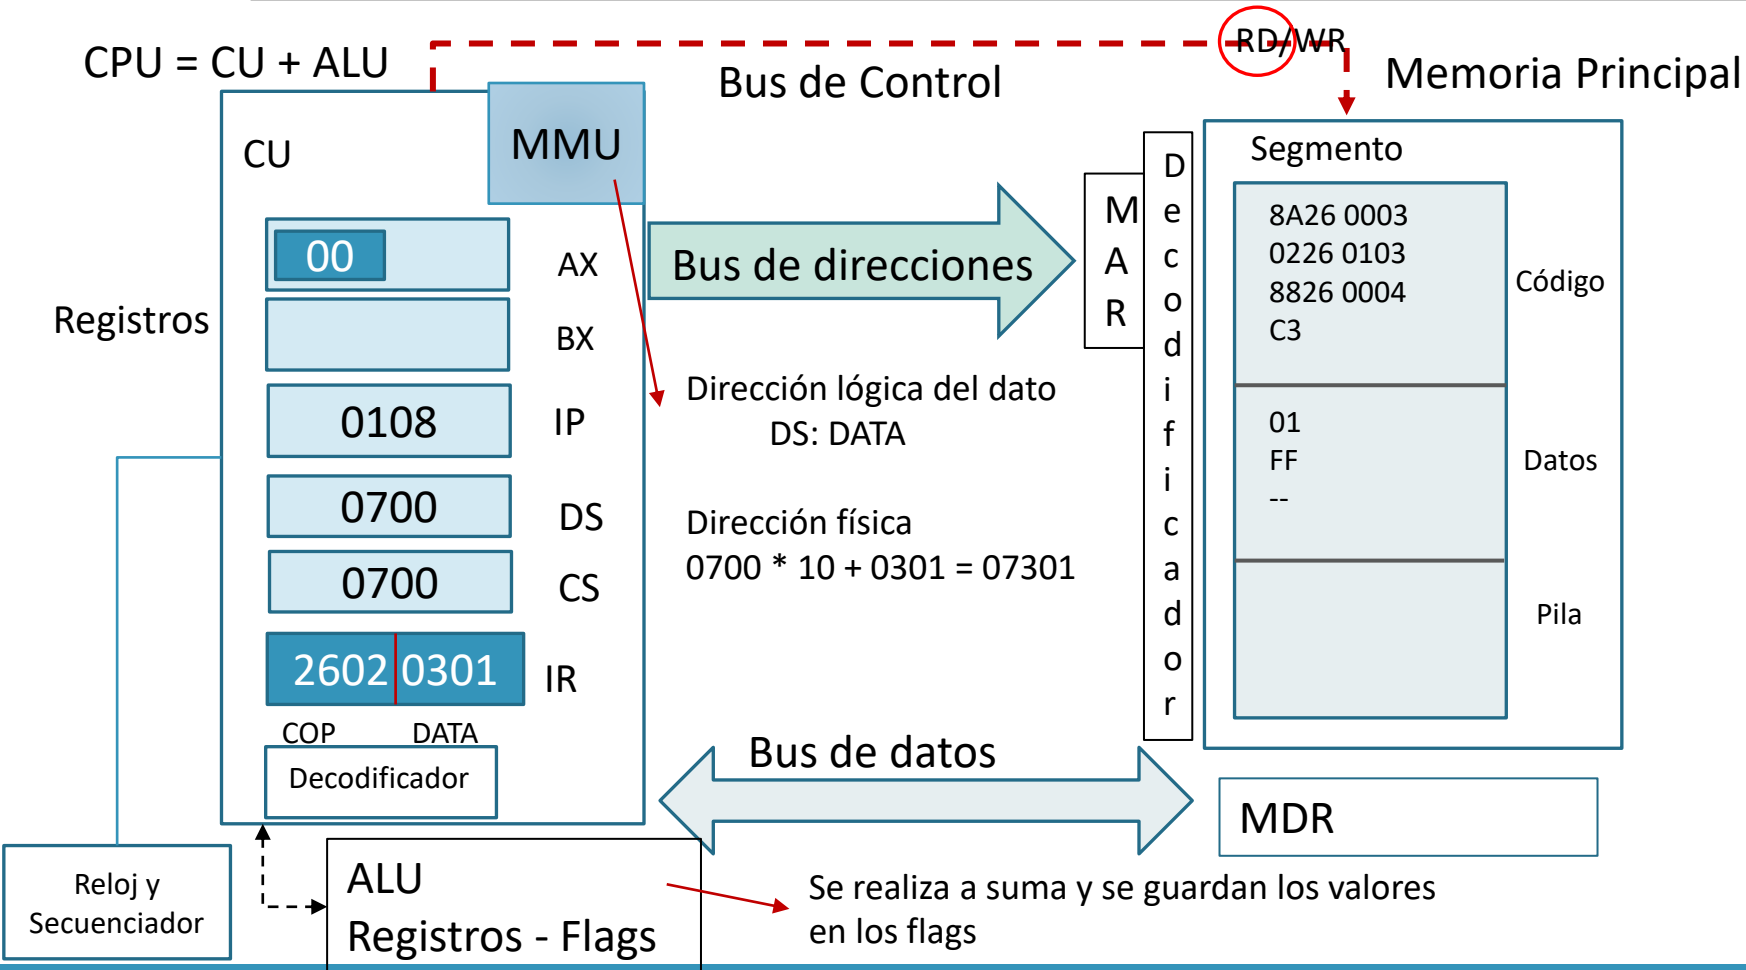 CPU = CU + ALU
Bus de Control
RD/WR
Memoria Principal
CU
MMU
Registros
00
AX
BX
0108
IP
0700
DS
0700
CS
2602 0301
IR
COP DATA
Decodificador
Reloj y
Secuenciador
ALU
Registros - Flags
Bus de direcciones
Dirección lógica del dato
DS: DATA
Dirección física
0700 * 10 + 0301 = 07301
Bus de datos
Se realiza a suma y se guardan los valores
en los flags
M
A
R
D
e
c
o
d
i
f
i
c
a
d
o
r
Segmento
8A26 0003
0226 0103
8826 0004
C3
Código
01
FF
--
Datos
Pila
MDR